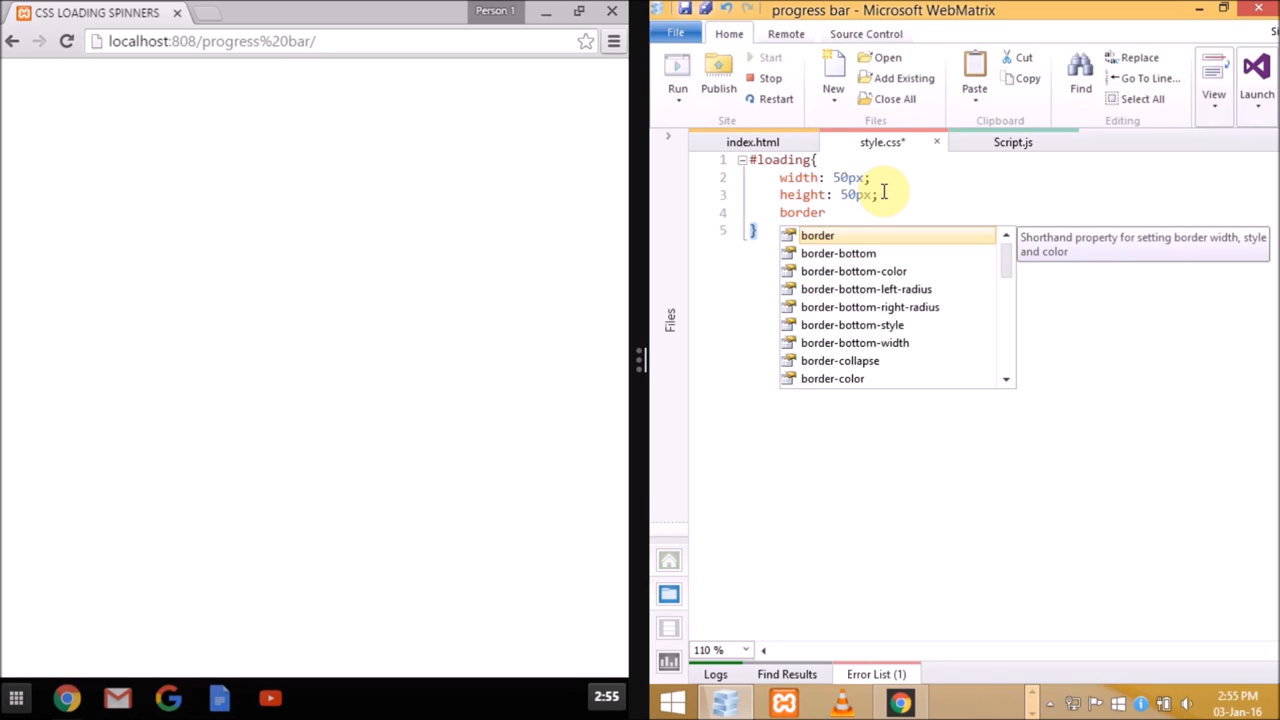 CSS LOADING SPINNERS
Person 1
localhost:808/progress%20bar/
2:55
progress bar - Microsoft WebMatrix
File
Home
Remote
Source Control
Si
Run
Publish
Start
Stop
Restart
Site
New
Open
Add Existing
Close All
Files
Paste
Cut
Copy
Clipboard
Find
Replace
Go To Line...
Select All
Editing
View
Launch
index.html
style.css*
Script.js
1 #loading{
2 width: 50px;
3 height: 50px;
4 border
5 }
border
border-bottom
border-bottom-color
border-bottom-left-radius
border-bottom-right-radius
border-bottom-style
border-bottom-width
border-collapse
border-color
Shorthand property for setting border width, style
and color
Files
110 %
Logs
Find Results
Error List (1)
2:55 PM
03-Jan-16